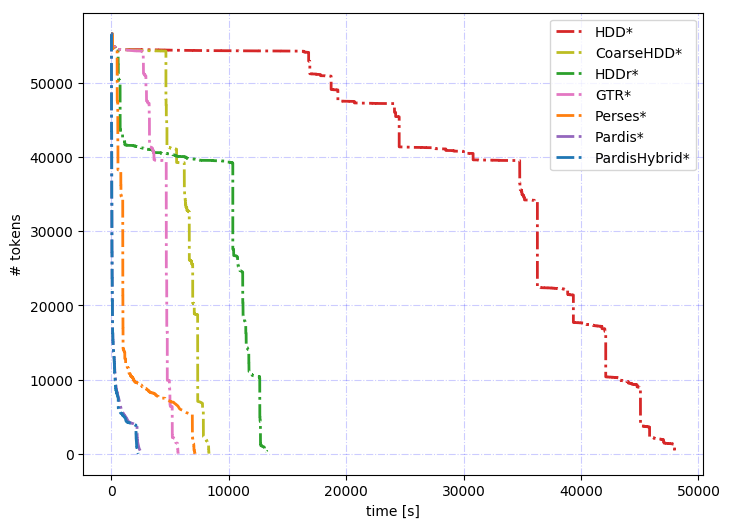 HDD*
CoarseHDD*
HDDr*
GTR*
Perses*
Pardis*
PardisHybrid*
# tokens
50000
40000
30000
20000
10000
0
0 10000 20000 30000 40000 50000
time [s]